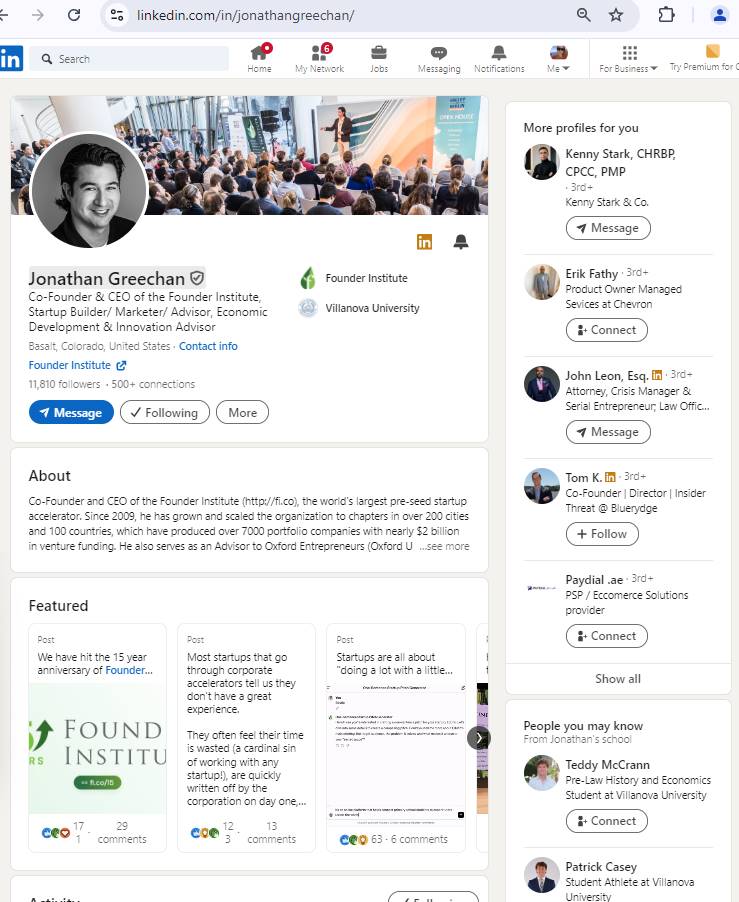 linkedin.com/in/jonathangreechan/
in
Search
Home
6
My Network
Jobs
Messaging
Notifications
Me
For Business
Try Premium for
OPEN HOUSE
in
Jonathan Greechan
Co-Founder & CEO of the Founder Institute,
Startup Builder/ Marketer/ Advisor, Economic
Development & Innovation Advisor
Basalt, Colorado, United States · Contact info
Founder Institute
11,810 followers · 500+ connections
Message
Following
More
Founder Institute
Villanova University
About
Co-Founder and CEO of the Founder Institute (http://fi.co), the world's largest pre-seed startup
accelerator. Since 2009, he has grown and scaled the organization to chapters in over 200 cities
and 100 countries, which have produced over 7000 portfolio companies with nearly $2 billion
in venture funding. He also serves as an Advisor to Oxford Entrepreneurs (Oxford U ...see more
Featured
Post
We have hit the 15 year
anniversary of Founder...
FOUND
INSTITU
RS
fi.co/15
17
1 · 29
comments
Post
Most startups that go
through corporate
accelerators tell us they
don't have a great
experience.
They often feel their time
is wasted (a cardinal sin
of working with any
startup!), are quickly
written off by the
corporation on day one,...
12
3 · 13
comments
Post
Startups are all about
"doing a lot with a little...
63 · 6 comments
Activity
Following
More profiles for you
Kenny Stark, CHRBP,
CPCC, PMP
· 3rd+
Kenny Stark & Co.
Message
Erik Fathy · 3rd+
Product Owner Managed
Sevices at Chevron
Connect
John Leon, Esq. in · 3rd+
Attorney, Crisis Manager &
Serial Entrepreneur; Law Offic...
Message
Tom K. in · 3rd+
Co-Founder | Director | Insider
Threat @ Bluerydge
Follow
Paydial .ae · 3rd+
PSP / Eccomerce Solutions
provider
Connect
Show all
People you may know
From Jonathan's school
Teddy McCrann
Pre-Law History and Economics
Student at Villanova University
Connect
Patrick Casey
Student Athlete at Villanova
University